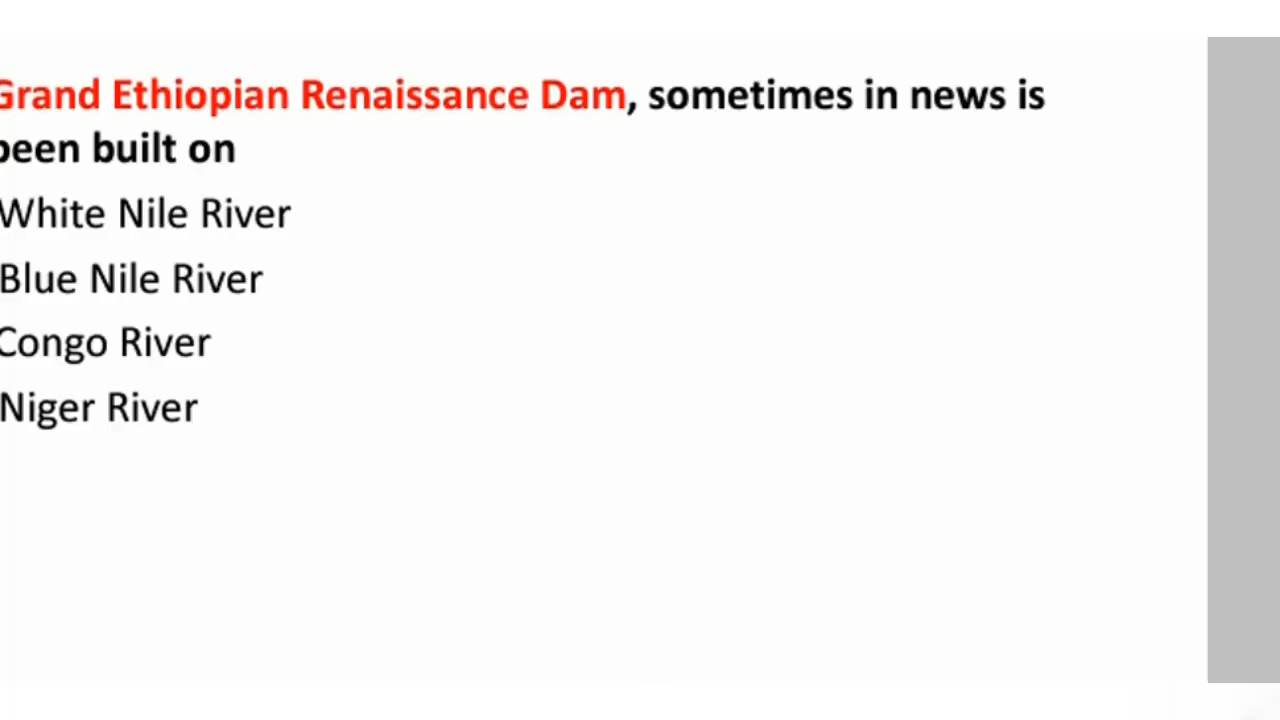 Grand Ethiopian Renaissance Dam, sometimes in news is
been built on
White Nile River
Blue Nile River
Congo River
Niger River